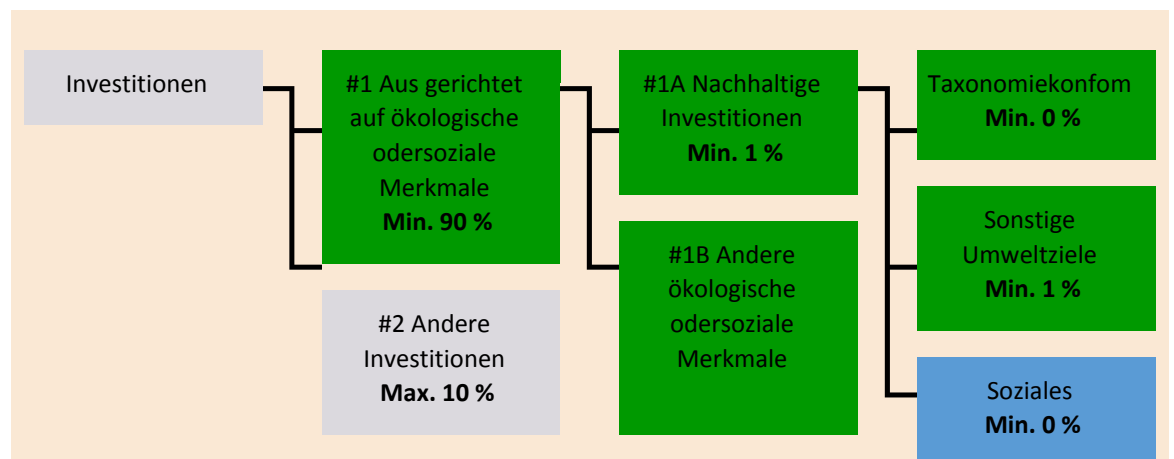 Investitionen
#1 Aus gerichtet
auf ökologische
odersoziale
Merkmale
Min. 90 %
#2 Andere
Investitionen
Max. 10 %
#1A Nachhaltige
Investitionen
Min. 1 %
#1B Andere
ökologische
odersoziale
Merkmale
Taxonomiekonfom
Min. 0 %
Sonstige
Umweltziele
Min. 1 %
Soziales
Min. 0 %